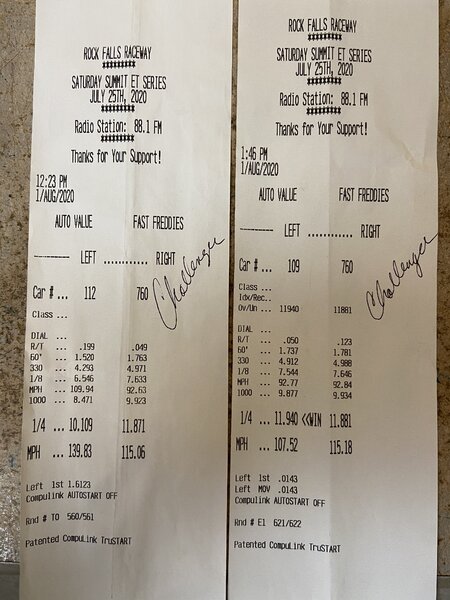 ROCK FALLS RACEWAY
SATURDAY SUMMIT ET SERIES
JULY 25TH, 2020
Radio Station: 88.1 FM
Thanks for Your Support!
12:23 PM
1/AUG/2020
AUTO VALUE FAST FREDDIES
---------- LEFT ............ RIGHT
Challenger
Car # ... 112 760
Class ...
DIAL ...
R/T ... .199 .049
60' ... 1.520 1.763
330 ... 4.293 4.971
1/8 ... 6.546 7.633
MPH ... 109.94 92.63
1000 ... 8.471 9.923
1/4 ... 10.109 11.871
MPH ... 139.83 115.06
Left 1st 1.6123
Compulink AUTOSTART OFF
Rnd # TO 560/561
Patented CompuLink TruSTART
ROCK FALLS RACEWAY
SATURDAY SUMMIT ET SERIES
JULY 25TH, 2020
Radio Station: 88.1 FM
Thanks for Your Support!
1:46 PM
1/AUG/2020
AUTO VALUE FAST FREDDIES
---------- LEFT ............ RIGHT
Challenger
Car # ... 109 760
Class ...
Idx/Rec..
Ov/Un ... 11940 11881
DIAL ...
R/T ... .050 .123
60' ... 1.737 1.781
330 ... 4.912 4.988
1/8 ... 7.544 7.646
MPH ... 92.77 92.84
1000 ... 9.877 9.934
1/4 ... 11.940 <<WIN 11.881
MPH ... 107.52 115.18
Left 1st .0143
Left MOV .0143
Compulink AUTOSTART OFF
Rnd # E1 621/622
Patented CompuLink TruSTART